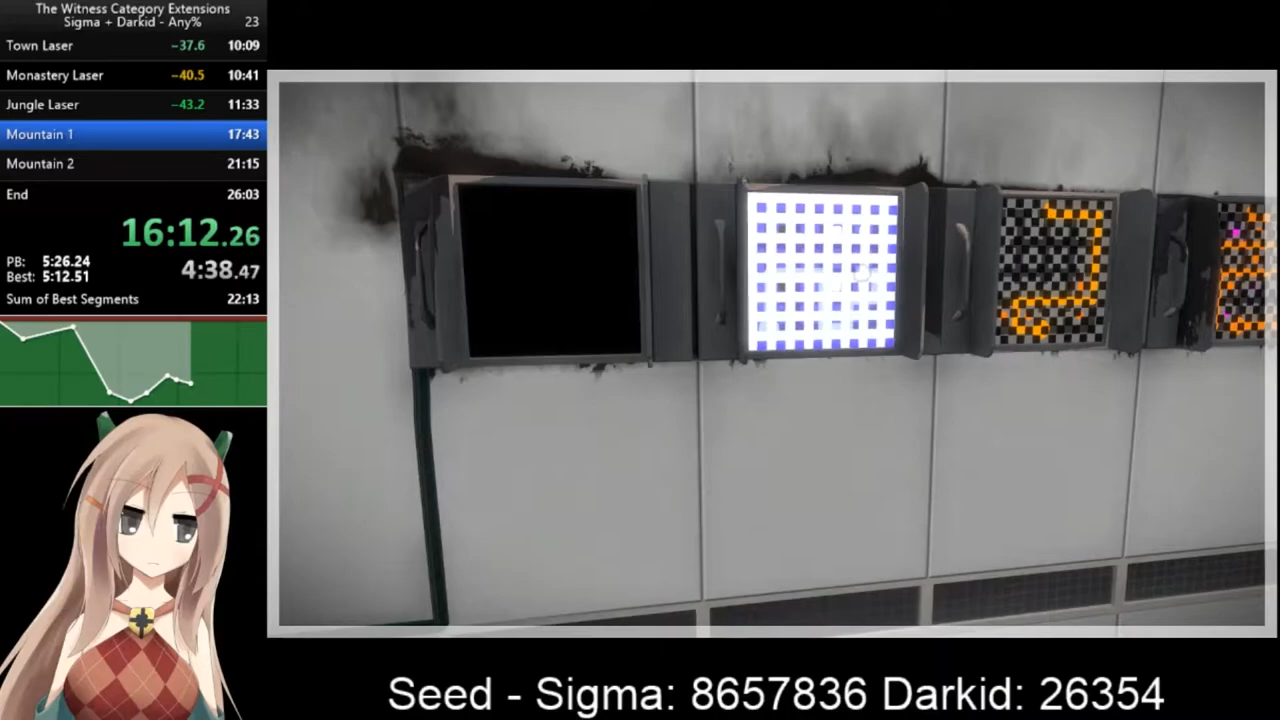 The Witness Category Extensions
Sigma + Darkid - Any% 23
Town Laser -37.6 10:09
Monastery Laser -40.5 10:41
Jungle Laser -43.2 11:33
Mountain 1 17:43
Mountain 2 21:15
End 26:03
16:12.26
PB: 5:26.24
Best: 5:12.51
4:38.47
Sum of Best Segments 22:13
Seed - Sigma: 8657836 Darkid: 26354